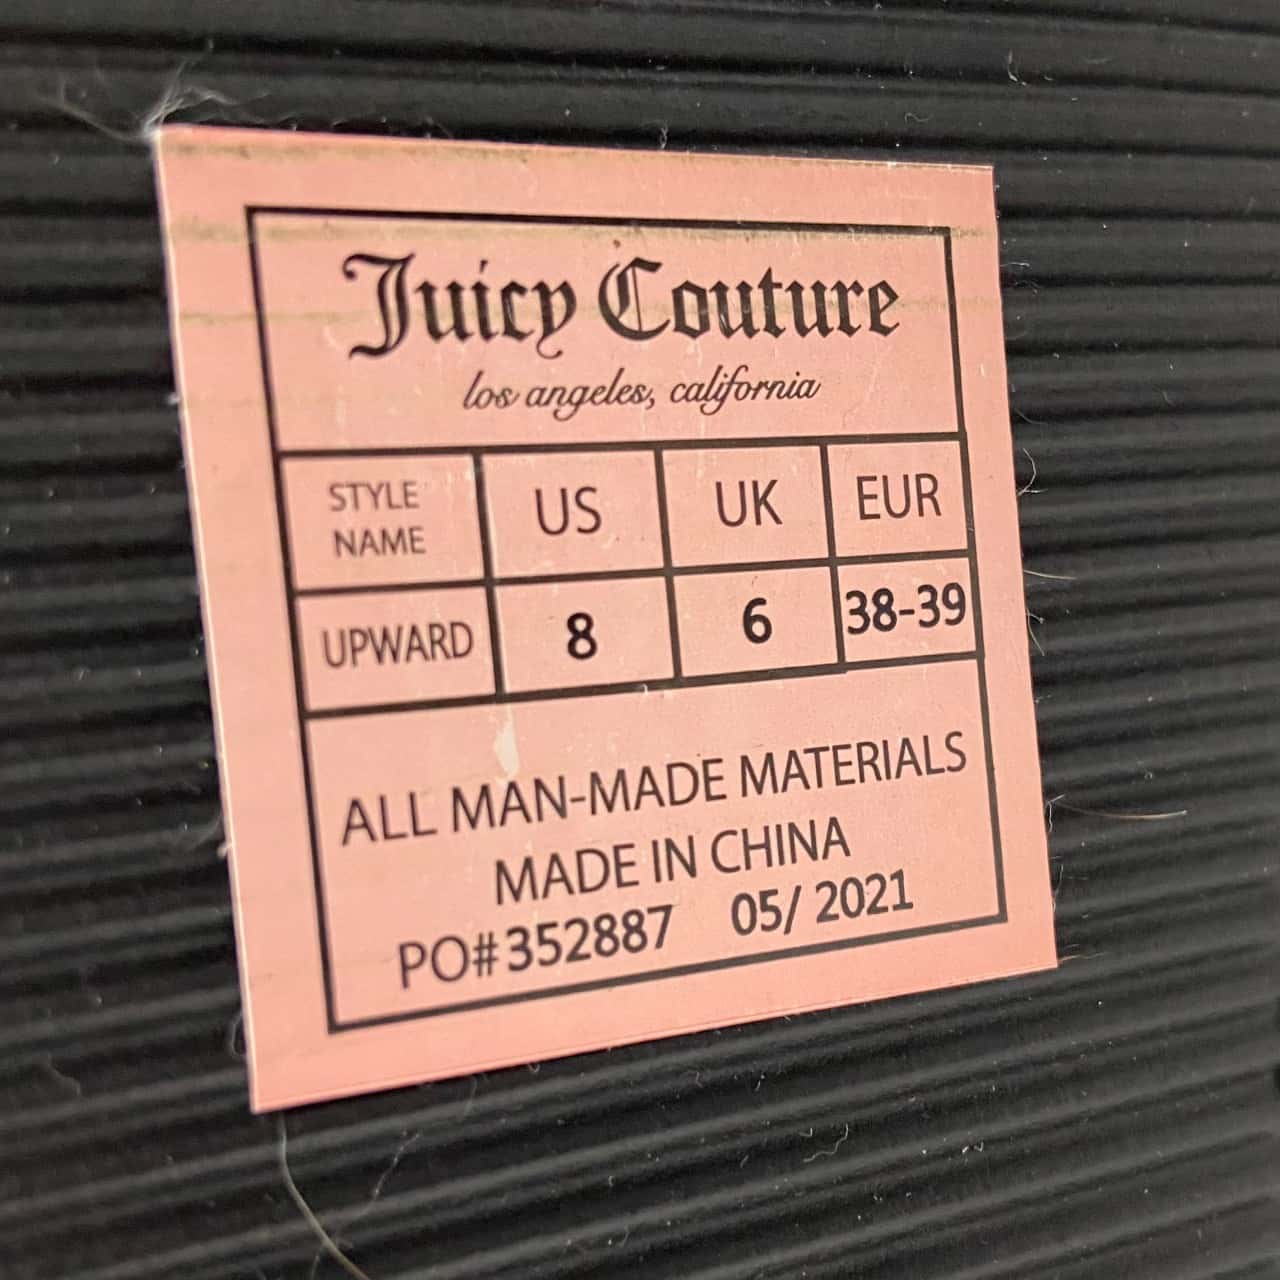 Juicy Couture
los angeles, california
STYLE NAME US UK EUR
UPWARD 8 6 38-39
ALL MAN-MADE MATERIALS
MADE IN CHINA
PO#352887 05/ 2021